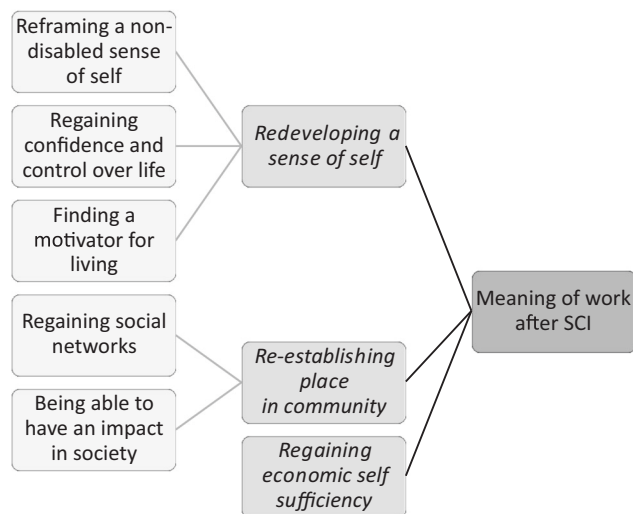 Reframing a non-
disabled sense
of self
Regaining
confidence and
control over life
Finding a
motivator for
living
Regaining social
networks
Being able to
have an impact
in society
Redeveloping a
sense of self
Re-establishing
place
in community
Regaining
economic self
sufficiency
Meaning of work
after SCI